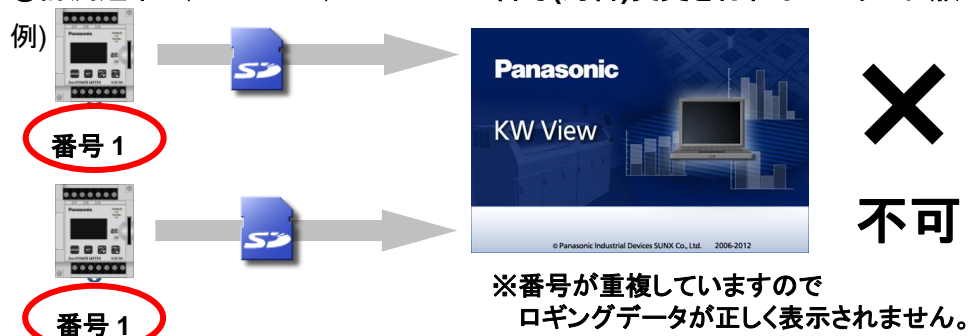 例)
番号 1
Panasonic
KW View
© Panasonic Industrial Devices SUNX Co., Ltd. 2006-2012
×
不可
番号 1
※番号が重複していますので
ロギングデータが正しく表示されません。